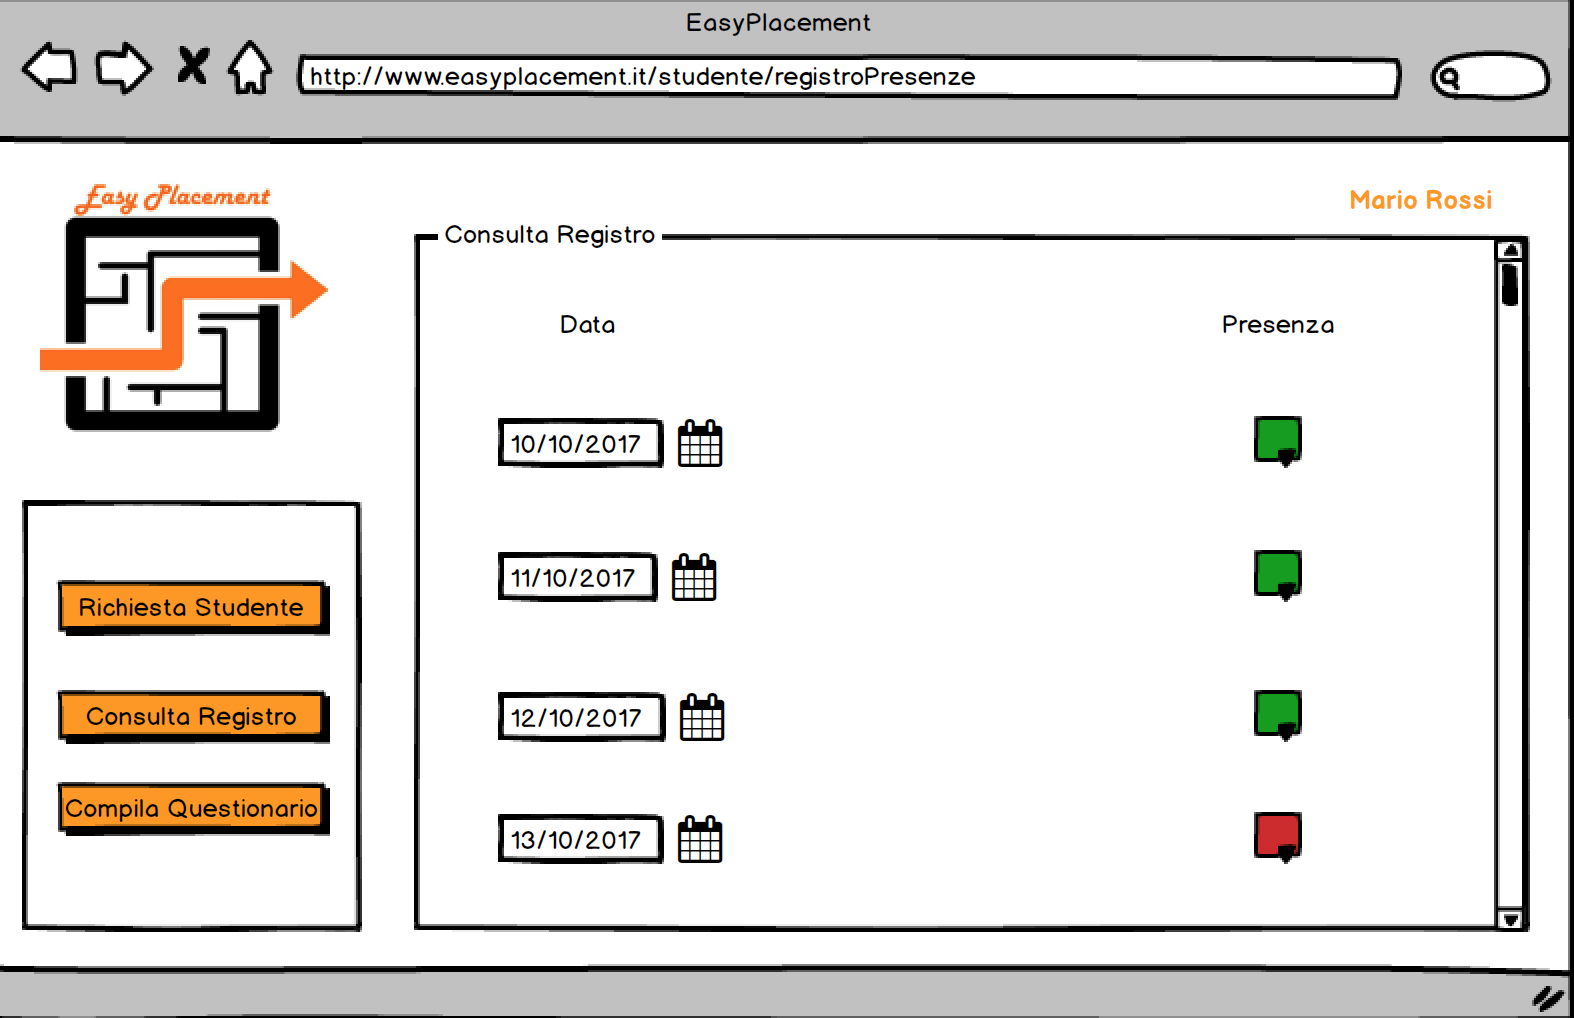 EasyPlacement
http://www.easyplacement.it/studente/registroPresenze
Easy Placement
Mario Rossi
Consulta Registro
Data Presenza
10/10/2017
11/10/2017
12/10/2017
13/10/2017
Richiesta Studente
Consulta Registro
Compila Questionario